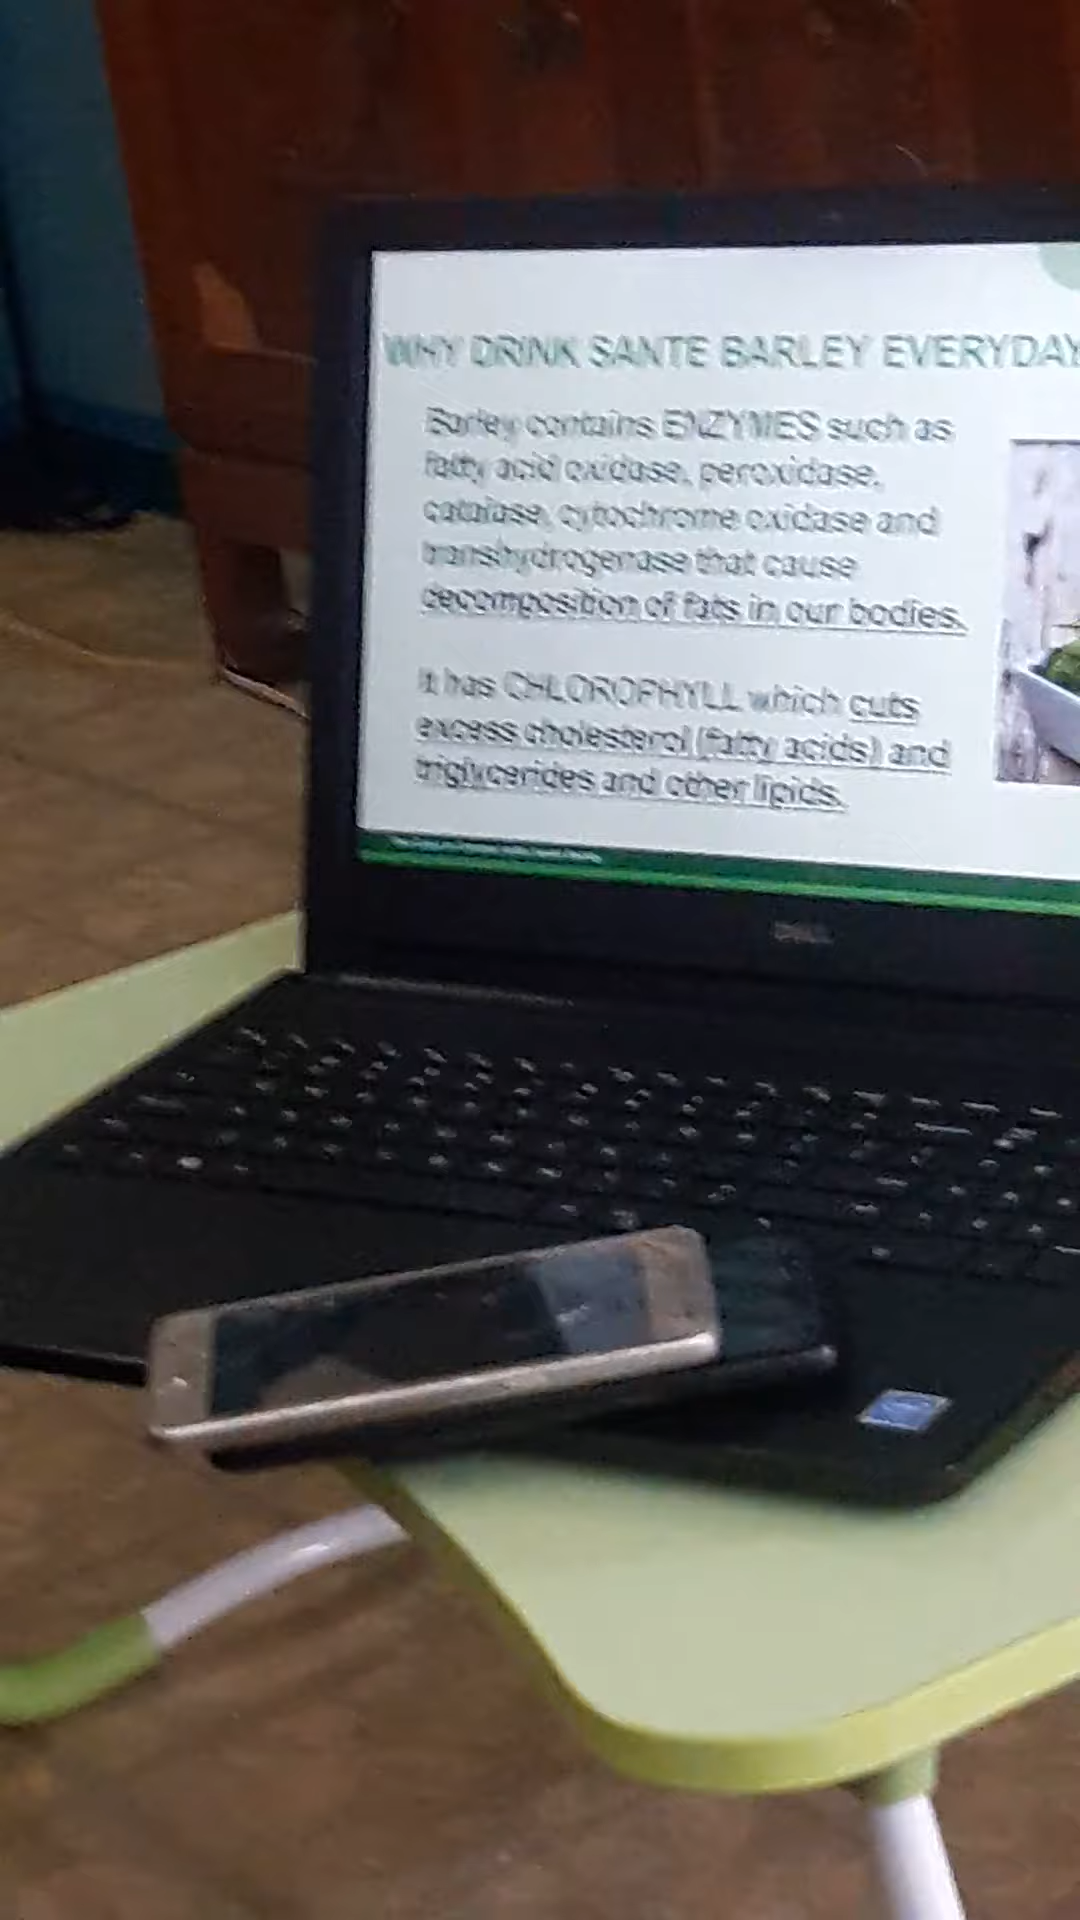 WHY DRINK SANTE BARLEY EVERYDAY
Barley contains ENZYMES such as
fatty acid oxidase, peroxidase,
catalase, cytochrome oxidase and
transhydrogenase that cause
decomposition of fats in our bodies.
It has CHLOROPHYLL which cuts
excess cholesterol (fatty acids) and
triglycerides and other lipids.
DELL